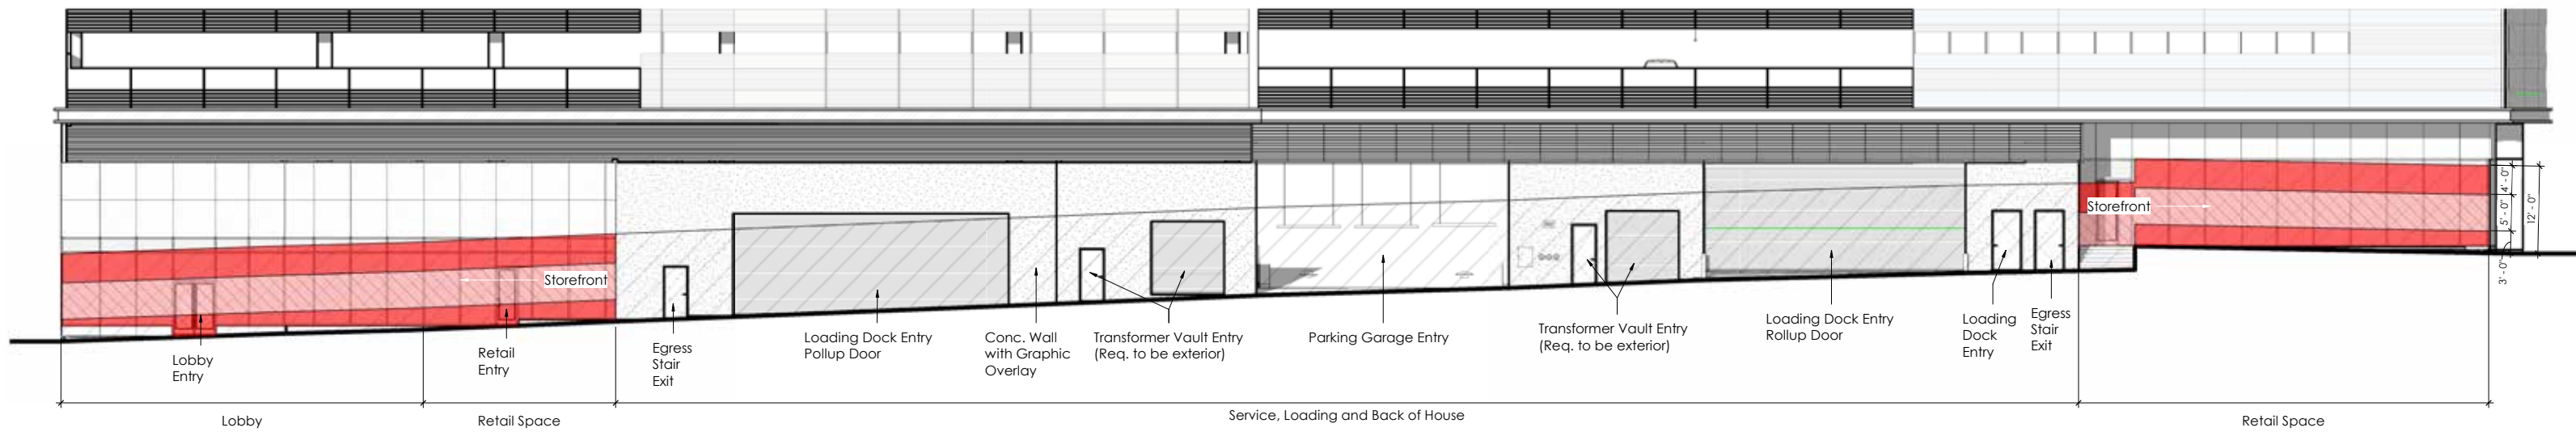 Storefront
Storefront
4' - 0"
5' - 0"
3' - 0"
12' - 0"
Lobby
Entry
Retail
Entry
Egress
Stair
Exit
Loading Dock Entry
Pollup Door
Conc. Wall
with Graphic
Overlay
Transformer Vault Entry
(Req. to be exterior)
Parking Garage Entry
Transformer Vault Entry
(Req. to be exterior)
Loading Dock Entry
Rollup Door
Loading
Dock
Entry
Egress
Stair
Exit
Lobby
Retail Space
Service, Loading and Back of House
Retail Space